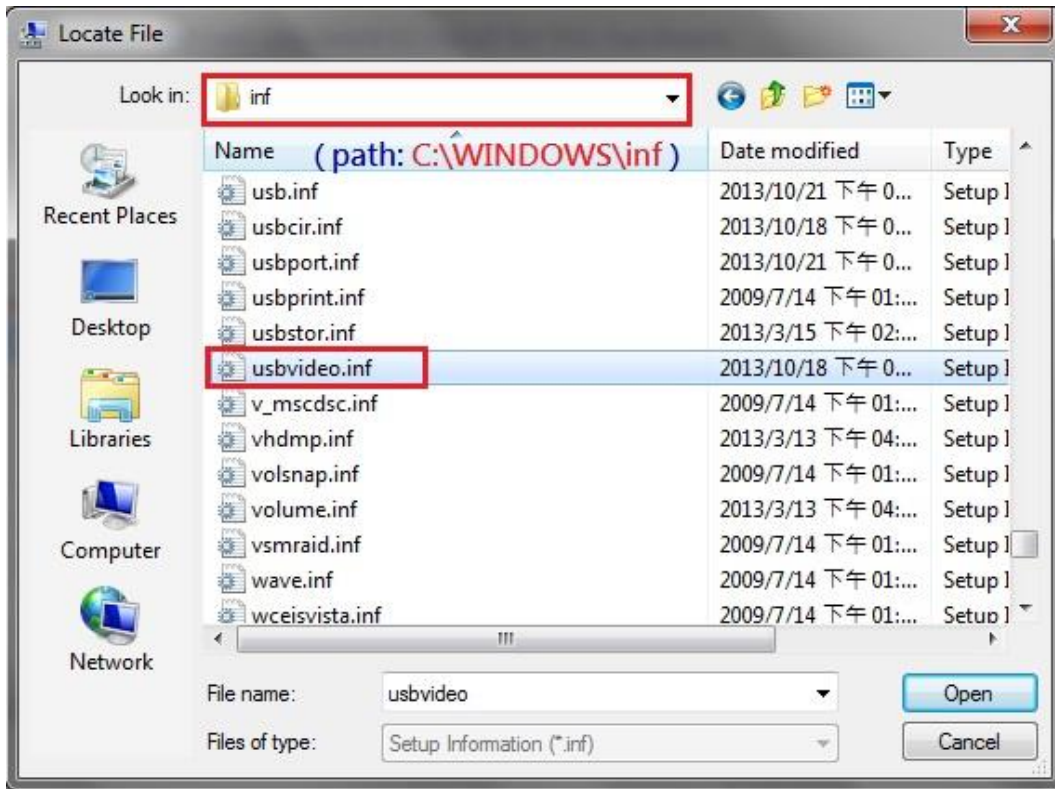 Locate File
Look in: inf
Name (path: C:\WINDOWS\inf) Date modified Type
usb.inf 2013/10/21 下午 0... Setup I
usbcir.inf 2013/10/18 下午 0... Setup I
usbport.inf 2013/10/21 下午 0... Setup I
usbprint.inf 2009/7/14 下午 01:... Setup I
usbstor.inf 2013/3/15 下午 02:... Setup I
usbvideo.inf 2013/10/18 下午 0... Setup I
v_mscdsc.inf 2009/7/14 下午 01:... Setup I
vhdmp.inf 2013/3/13 下午 04:... Setup I
volsnap.inf 2009/7/14 下午 01:... Setup I
volume.inf 2013/3/13 下午 04:... Setup I
vsmraid.inf 2009/7/14 下午 01:... Setup I
wave.inf 2009/7/14 下午 01:... Setup I
wceisvista.inf 2009/7/14 下午 01:... Setup I
Recent Places
Desktop
Libraries
Computer
Network
File name: usbvideo Open
Files of type: Setup Information (*.inf) Cancel